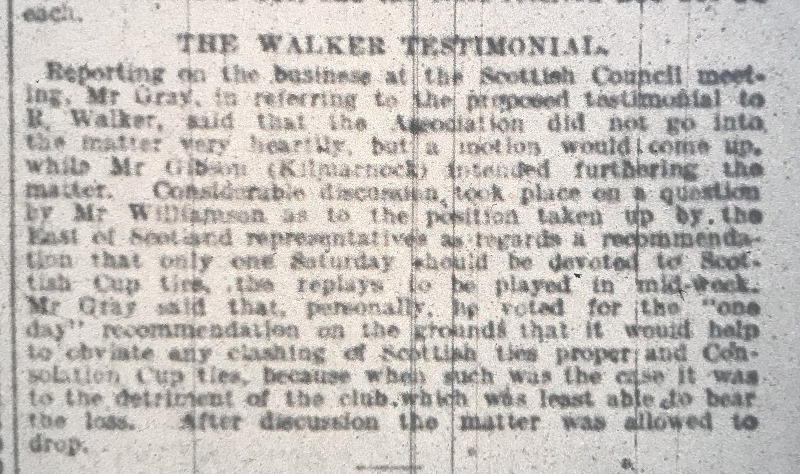 each.
THE WALKER TESTIMONIAL.
Reporting on the business at the Scottish Council meet-
ing, Mr Gray, in referring to the proposed testimonial to
R. Walker, said that the Association did not go into
the matter very heartily, but a motion would come up,
while Mr Gibson (Kilmarnock) intended furthering the
matter. Considerable discussion took place on a question
by Mr Williamson as to the position taken up by the
East of Scotland representatives as regards a recommenda-
tion that only one Saturday should be devoted to Scot-
tish Cup ties, the replays to be played in mid-week.
Mr Gray said that, personally, he voted for the "one
day" recommendation on the grounds that it would help
to obviate any clashing of Scottish ties proper and Con-
solation Cup ties, because when such was the case it was
to the detriment of the club which was least able to bear
the loss. After discussion the matter was allowed to
drop.